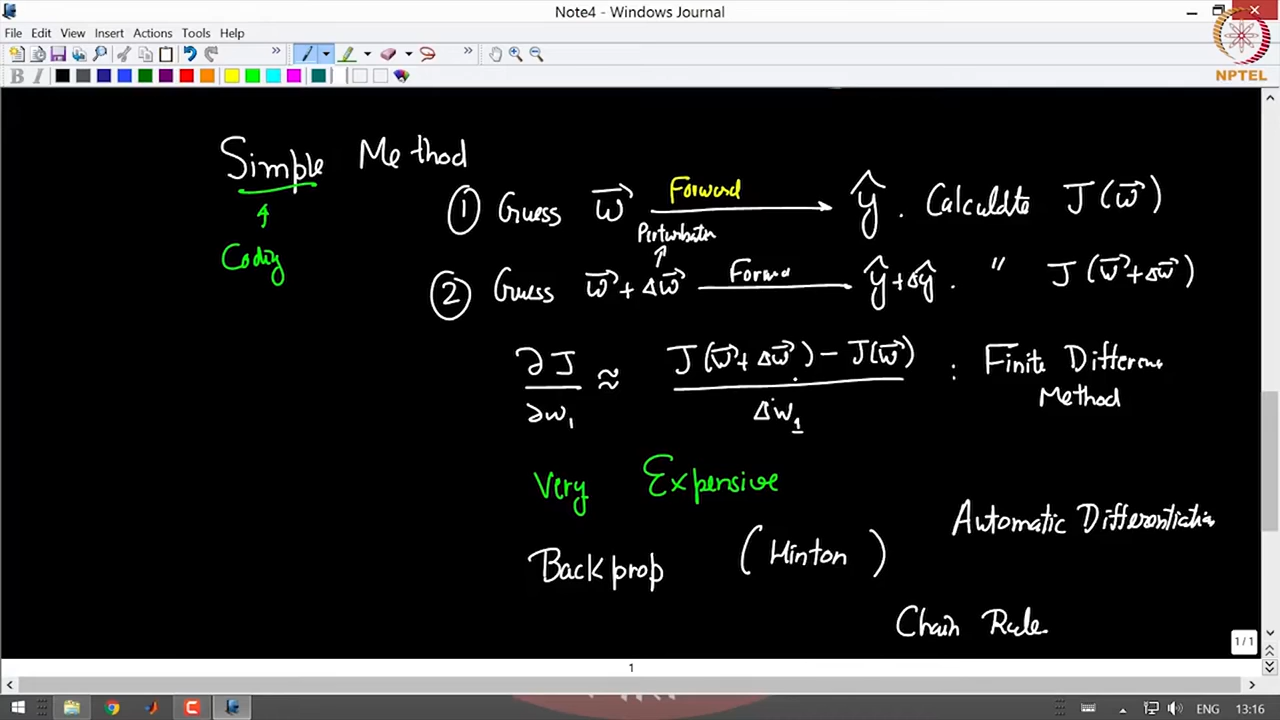 Note4 - Windows Journal
NPTEL
File Edit View Insert Actions Tools Help
Simple Method
① Guess w⃗ Forward ŷ. Calculate J(w⃗)
Coding
Perturbation
② Guess w⃗ + Δw⃗ Forward ŷ + Δŷ. " J(w⃗ + Δw⃗)
∂J/∂w₁ ≈ J(w⃗ + Δw⃗) - J(w⃗) / Δw₁ : Finite Difference
Method
Very Expensive
Automatic Differentiation
Backprop (Hinton)
Chain Rule
1/1
1
ENG 13:16